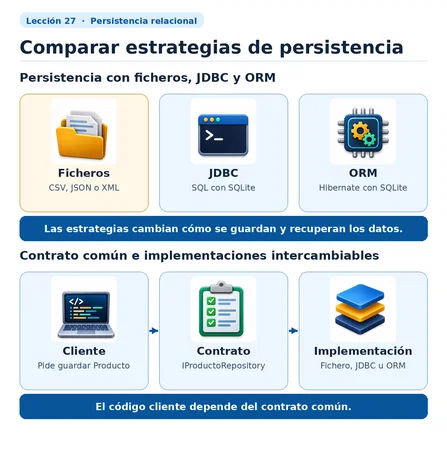 Lección 27 · Persistencia relacional
Comparar estrategias de persistencia
Persistencia con ficheros, JDBC y ORM
Ficheros
CSV, JSON o XML
JDBC
SQL con SQLite
ORM
Hibernate con SQLite
Las estrategias cambian cómo se guardan y recuperan los datos.
Contrato común e implementaciones intercambiables
</>
Cliente
Pide guardar Producto
Contrato
IProductoRepository
Implementación
Fichero, JDBC u ORM
El código cliente depende del contrato común.